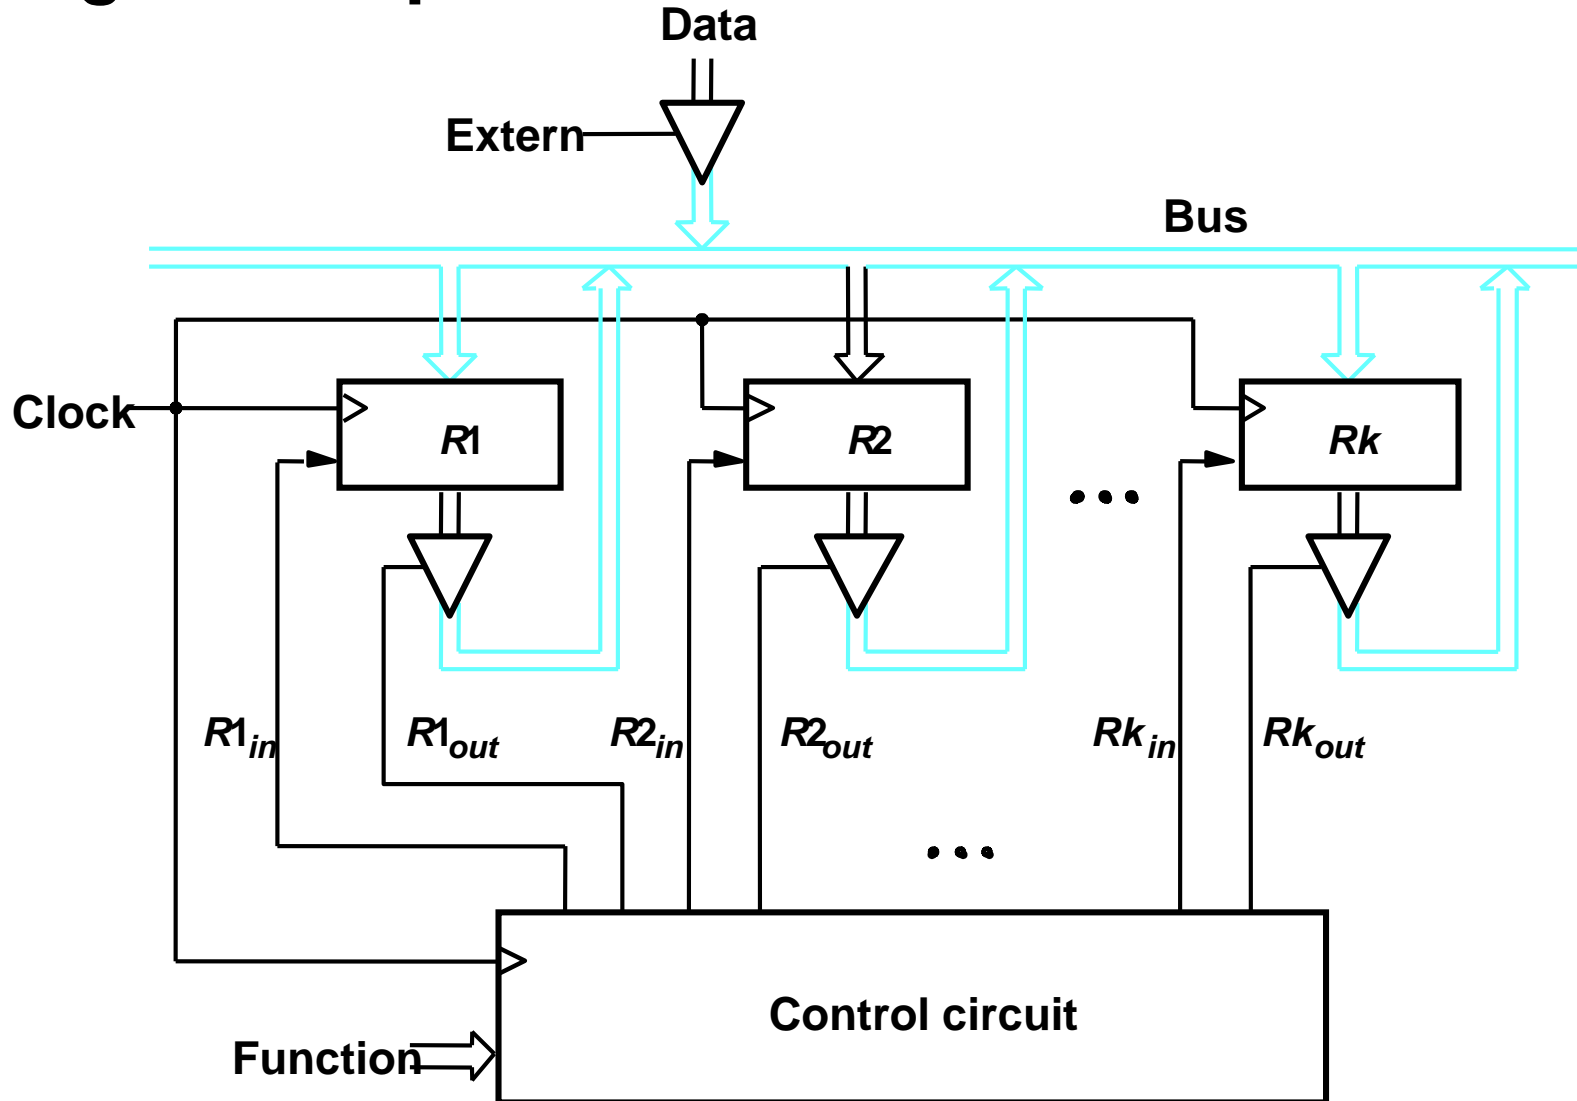 Data
Extern
Bus
Clock
R1
R2
Rk
R1in
R1out
R2in
R2out
Rkin
Rkout
Control circuit
Function